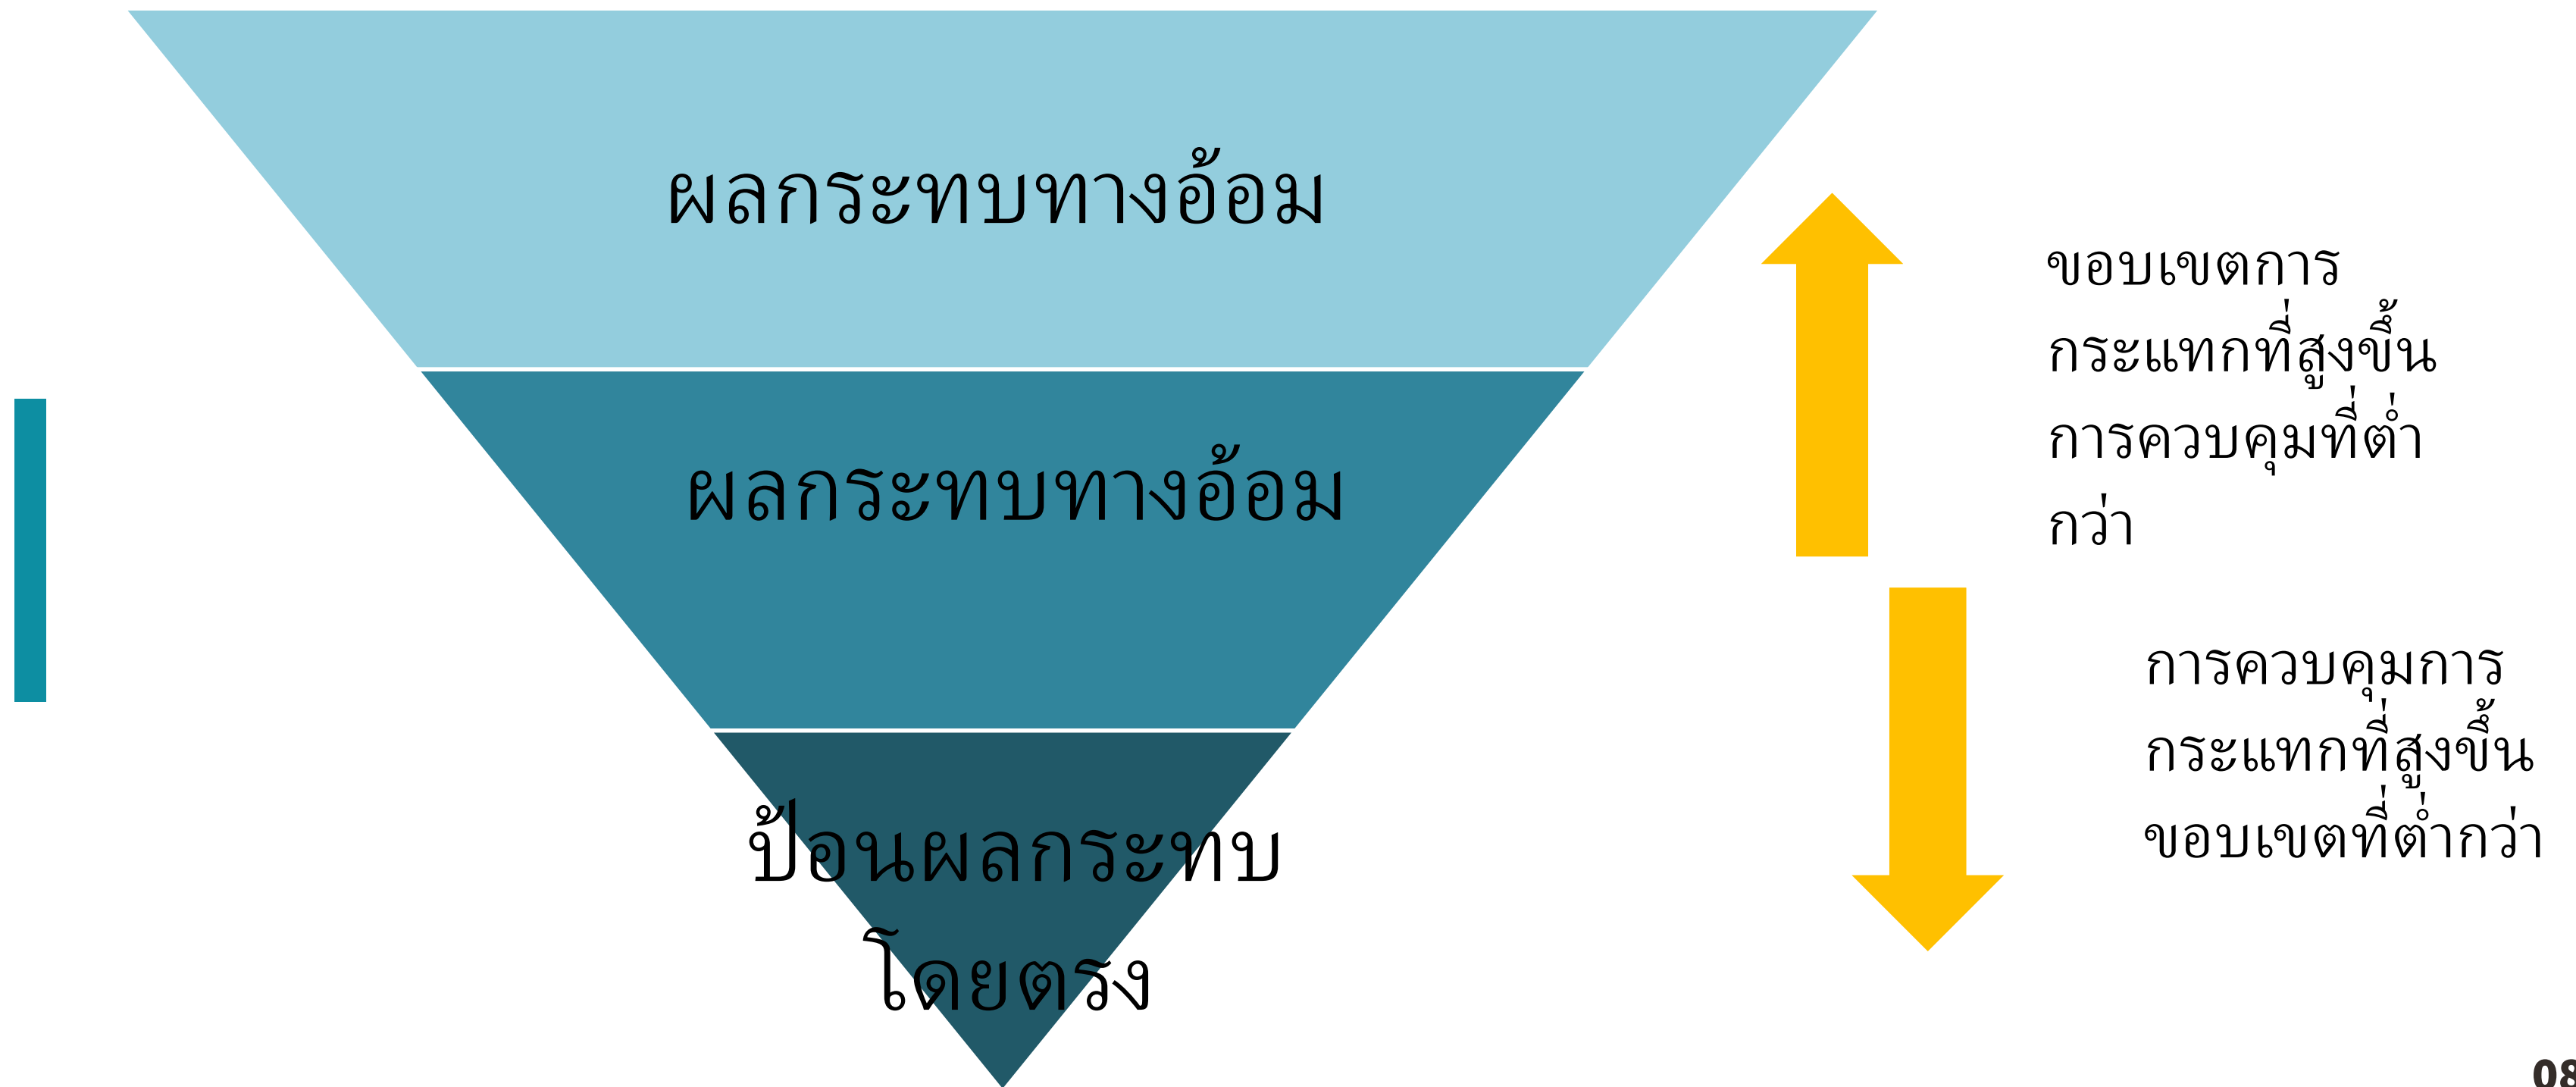 ผลกระทบทางอ้อม
ขอบเขตการ
กระแทกที่สูงขึ้น
การควบคุมที่ต่ำ
กว่า
ผลกระทบทางอ้อม
การควบคุมการ
กระแทกที่สูงขึ้น
ขอบเขตที่ต่ำกว่า
ป้อนผลกระทบ
โดยตรง
08